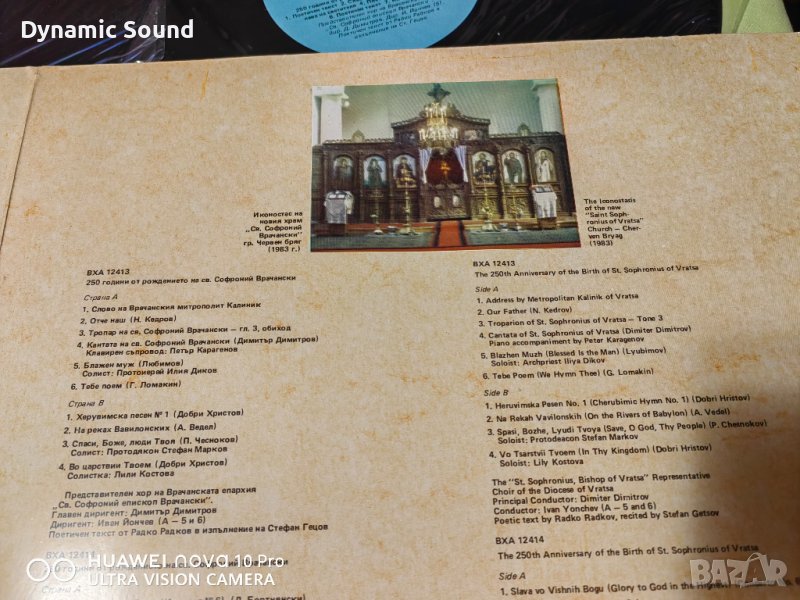 Dynamic Sound
250 години от
Иконостас на
новия храм
„Св. Софроний
Врачански"
гр. Червен бряг
(1983 г.)
The iconostasis
of the new
"Saint Soph-
ronius of Vratsa"
Church — Cher-
ven Bryag
(1983)
ВХА 12413
250 години от рождението на св. Софроний Врачански
Страна А
1. Слово на Врачанския митрополит Калиник
2. Отче наш (Н. Кедров)
3. Тропар на св. Софроний Врачански — гл. 3, обиход
4. Кантата на св. Софроний Врачански (Димитър Димитров)
Клавирен съпровод: Петър Карагенов
5. Блажен муж (Любимов)
Солист: Протоиерей Илия Диков
6. Тебе поем (Г. Ломакин)
Страна В
1. Херувимска песен № 1 (Добри Христов)
2. На реках Вавилонских (А. Ведел)
3. Спаси, Боже, люди Твоя (П. Чесноков)
Солист: Протодякон Стефан Марков
4. Во царствии Твоем (Добри Христов)
Солистка: Лили Костова
Представителен хор на Врачанската епархия
„Св. Софроний епископ Врачански".
Главен диригент: Димитър Димитров
Диригент: Иван Йончев (А — 5 и 6)
Поетичен текст от Радко Радков в изпълнение на Стефан Гецов
ВХА 12413
The 250th Anniversary of the Birth of St. Sophronius of Vratsa
Side A
1. Address by Metropolitan Kalinik of Vratsa
2. Our Father (N. Kedrov)
3. Troparion of St. Sophronius of Vratsa — Tone 3
4. Cantata of St. Sophronius of Vratsa (Dimiter Dimitrov)
Piano accompaniment by Peter Karagenov
5. Blazhen Muzh (Blessed Is the Man) (Lyubimov)
Soloist: Archpriest Iliya Dikov
6. Tebe Poem (We Hymn Thee) (G. Lomakin)
Side B
1. Heruvimska Pesen No. 1 (Cherubimic Hymn No. 1) (Dobri Hristov)
2. Na Rekah Vavilonskih (On the Rivers of Babylon) (A. Vedel)
3. Spasi, Bozhe, Lyudi Tvoya (Save, O God, Thy People) (P. Chesnokov)
Soloist: Protodeacon Stefan Markov
4. Vo Tsarstvii Tvoem (In Thy Kingdom) (Dobri Hristov)
Soloist: Lily Kostova
The "St. Sophronius, Bishop of Vratsa" Representative
Choir of the Diocese of Vratsa
Principal Conductor: Dimiter Dimitrov
Conductor: Ivan Yonchev (A — 5 and 6)
Poetic text by Radko Radkov, recited by Stefan Getsov
ВХА 12414
The 250th Anniversary of the Birth of St. Sophronius of Vratsa
Side A
1. Slava vo Vishnih Bogu (Glory to God in the Highest)
ВХА 12414
HUAWEI nova 10 Pro
ULTRA VISION CAMERA
bazar